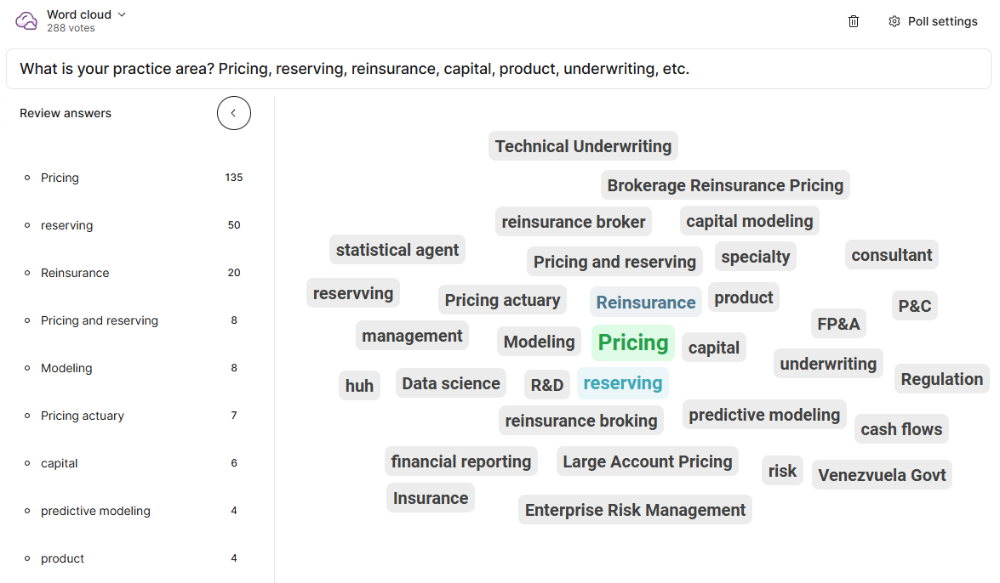 Word cloud
288 votes
Poll settings
What is your practice area? Pricing, reserving, reinsurance, capital, product, underwriting, etc.
Review answers
Pricing 135
reserving 50
Reinsurance 20
Pricing and reserving 8
Modeling 8
Pricing actuary 7
capital 6
predictive modeling 4
product 4
Technical Underwriting
Brokerage Reinsurance Pricing
reinsurance broker
capital modeling
statistical agent
Pricing and reserving
specialty
consultant
reservving
Pricing actuary
Reinsurance
product
P&C
FP&A
management
Modeling
Pricing
capital
underwriting
huh
Data science
R&D
reserving
Regulation
reinsurance broking
predictive modeling
cash flows
financial reporting
Large Account Pricing
risk
Venezvuela Govt
Insurance
Enterprise Risk Management